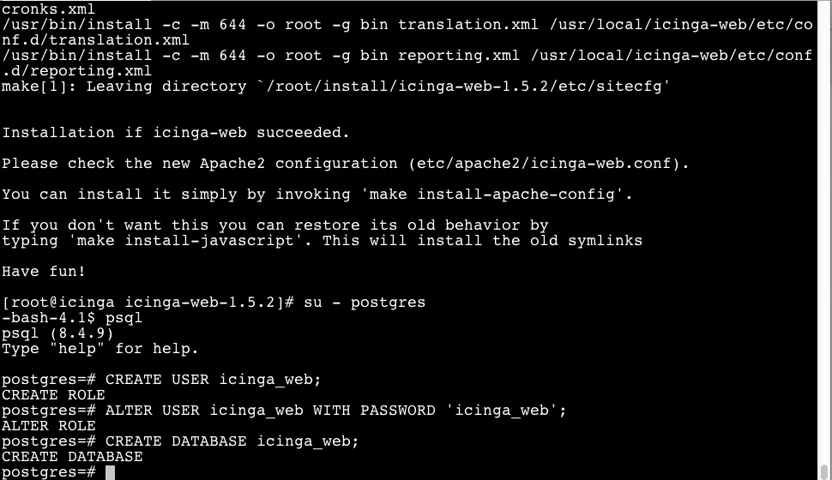 cronks.xml
/usr/bin/install -c -m 644 -o root -g bin translation.xml /usr/local/icinga-web/etc/co
nf.d/translation.xml
/usr/bin/install -c -m 644 -o root -g bin reporting.xml /usr/local/icinga-web/etc/conf
.d/reporting.xml
make[1]: Leaving directory `/root/install/icinga-web-1.5.2/etc/sitecfg'
Installation if icinga-web succeeded.
Please check the new Apache2 configuration (etc/apache2/icinga-web.conf).
You can install it simply by invoking 'make install-apache-config'.
If you don't want this you can restore its old behavior by
typing 'make install-javascript'. This will install the old symlinks
Have fun!
[root@icinga icinga-web-1.5.2]# su - postgres
-bash-4.1$ psql
psql (8.4.9)
Type "help" for help.
postgres=# CREATE USER icinga_web;
CREATE ROLE
postgres=# ALTER USER icinga_web WITH PASSWORD 'icinga_web';
ALTER ROLE
postgres=# CREATE DATABASE icinga_web;
CREATE DATABASE
postgres=#